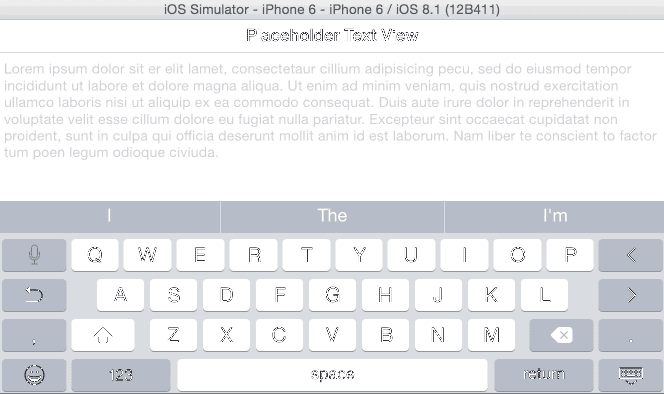 iOS Simulator - iPhone 6 - iPhone 6 / iOS 8.1 (12B411)
Placeholder Text View
Lorem ipsum dolor sit er elit lamet, consectetaur cillium adipisicing pecu, sed do eiusmod tempor
incididunt ut labore et dolore magna aliqua. Ut enim ad minim veniam, quis nostrud exercitation
ullamco laboris nisi ut aliquip ex ea commodo consequat. Duis aute irure dolor in reprehenderit in
voluptate velit esse cillum dolore eu fugiat nulla pariatur. Excepteur sint occaecat cupidatat non
proident, sunt in culpa qui officia deserunt mollit anim id est laborum. Nam liber te conscient to factor
tum poen legum odioque civiuda.
I The I'm
Q W E R T Y U I O P <
A S D F G H J K L >
, Z X C V B N M .
123 space return